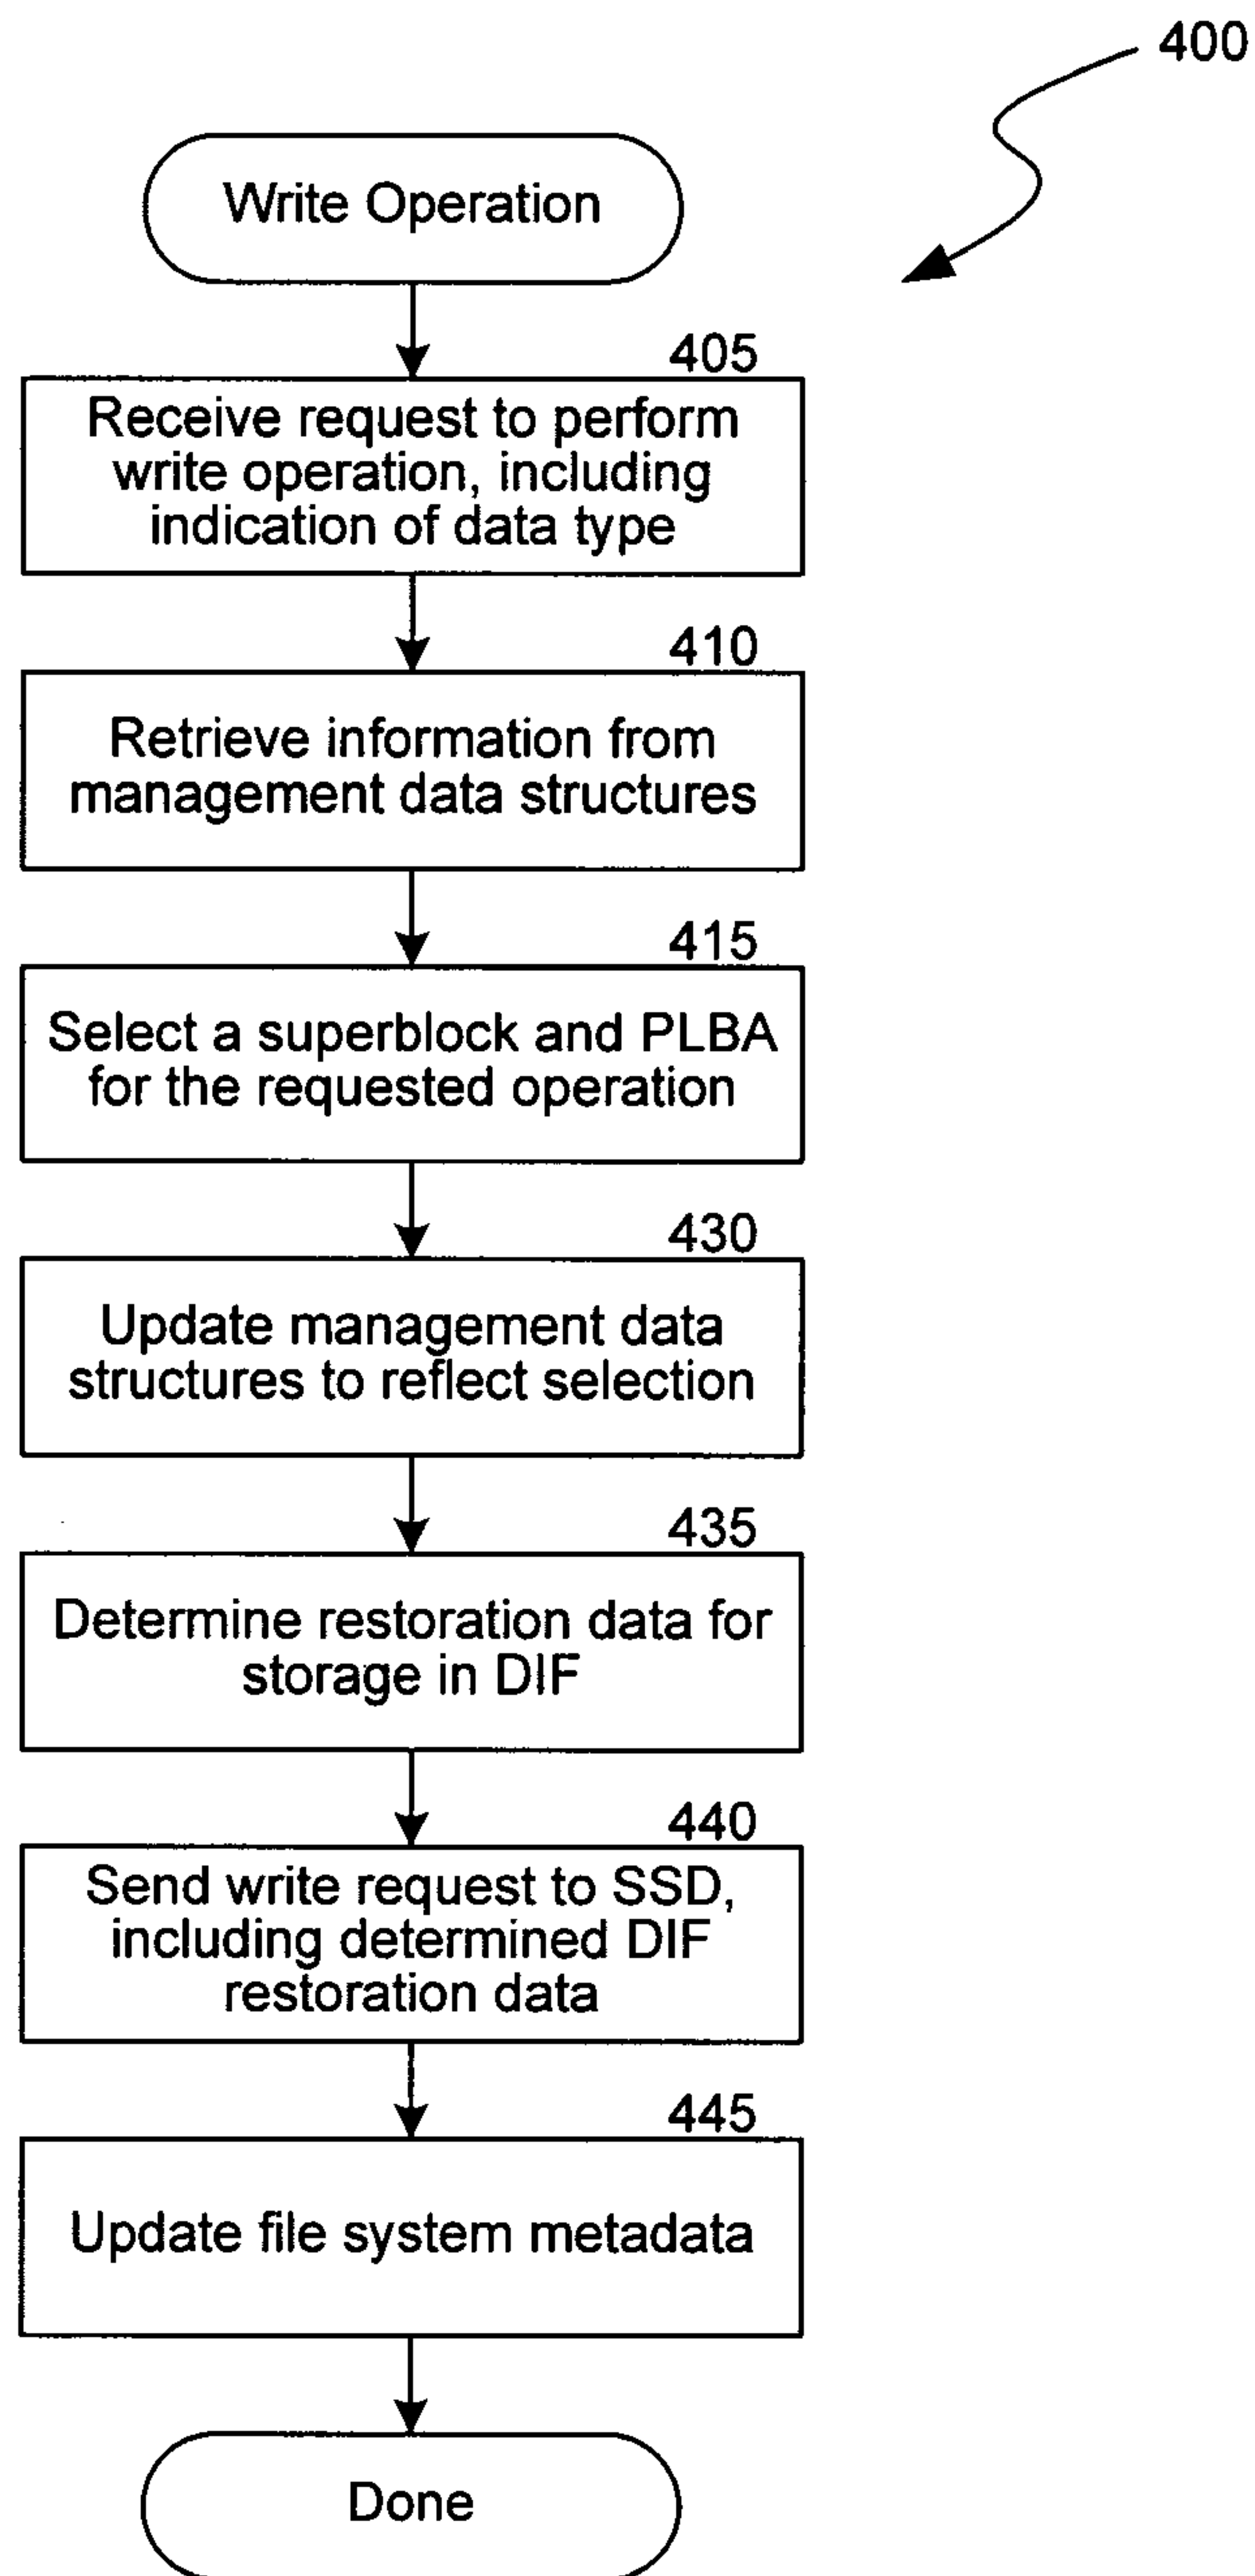 400
Write Operation
405
Receive request to perform
write operation, including
indication of data type
410
Retrieve information from
management data structures
415
Select a superblock and PLBA
for the requested operation
430
Update management data
structures to reflect selection
435
Determine restoration data for
storage in DIF
440
Send write request to SSD,
including determined DIF
restoration data
445
Update file system metadata
Done